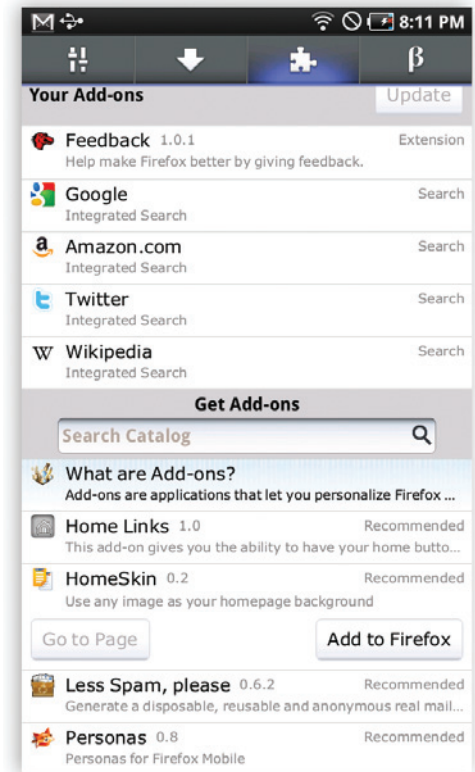 8:11 PM
β
Your Add-ons Update
Feedback 1.0.1 Extension
Help make Firefox better by giving feedback.
Google Search
Integrated Search
a Amazon.com Search
Integrated Search
t Twitter Search
Integrated Search
W Wikipedia Search
Integrated Search
Get Add-ons
Search Catalog
What are Add-ons?
Add-ons are applications that let you personalize Firefox ...
Home Links 1.0 Recommended
This add-on gives you the ability to have your home butto...
HomeSkin 0.2 Recommended
Use any image as your homepage background
Go to Page Add to Firefox
Less Spam, please 0.6.2 Recommended
Generate a disposable, reusable and anonymous real mail...
Personas 0.8 Recommended
Personas for Firefox Mobile